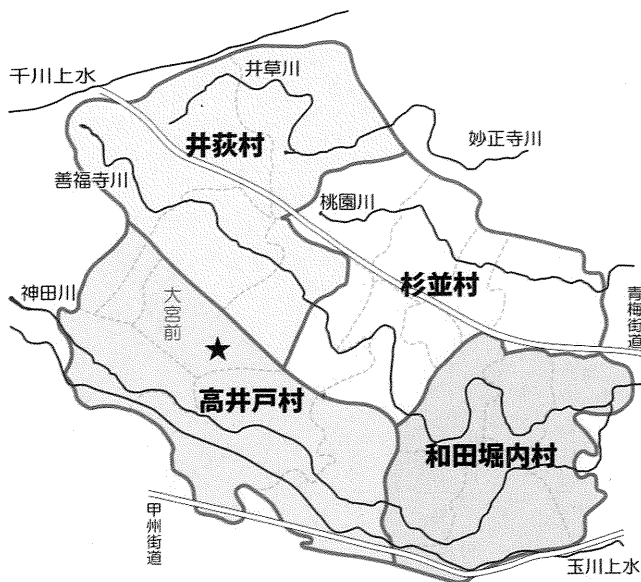 千川上水
井草川
井荻村
妙正寺川
善福寺川
桃園川
杉並村
青梅街道
神田川
大宮前
★
高井戸村
和田堀内村
甲州街道
玉川上水